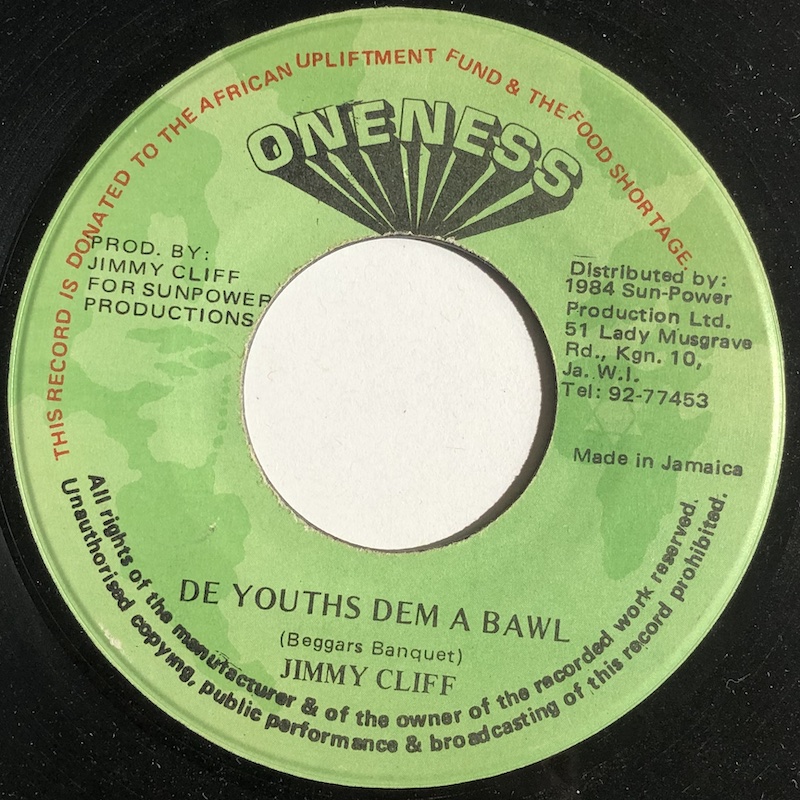 THIS RECORD IS DONATED TO THE AFRICAN UPLIFTMENT FUND & THE FOOD SHORTAGE.
ONENESS
PROD. BY:
JIMMY CLIFF
FOR SUNPOWER
PRODUCTIONS
Distributed by:
1984 Sun-Power
Production Ltd.
51 Lady Musgrave
Rd., Kgn. 10,
Ja. W.I.
Tel: 92-77453
Made in Jamaica
DE YOUTHS DEM A BAWL
(Beggars Banquet)
JIMMY CLIFF
All rights of the manufacturer & of the owner of the recorded work reserved.
Unauthorised copying, public performance & broadcasting of this record prohibited.